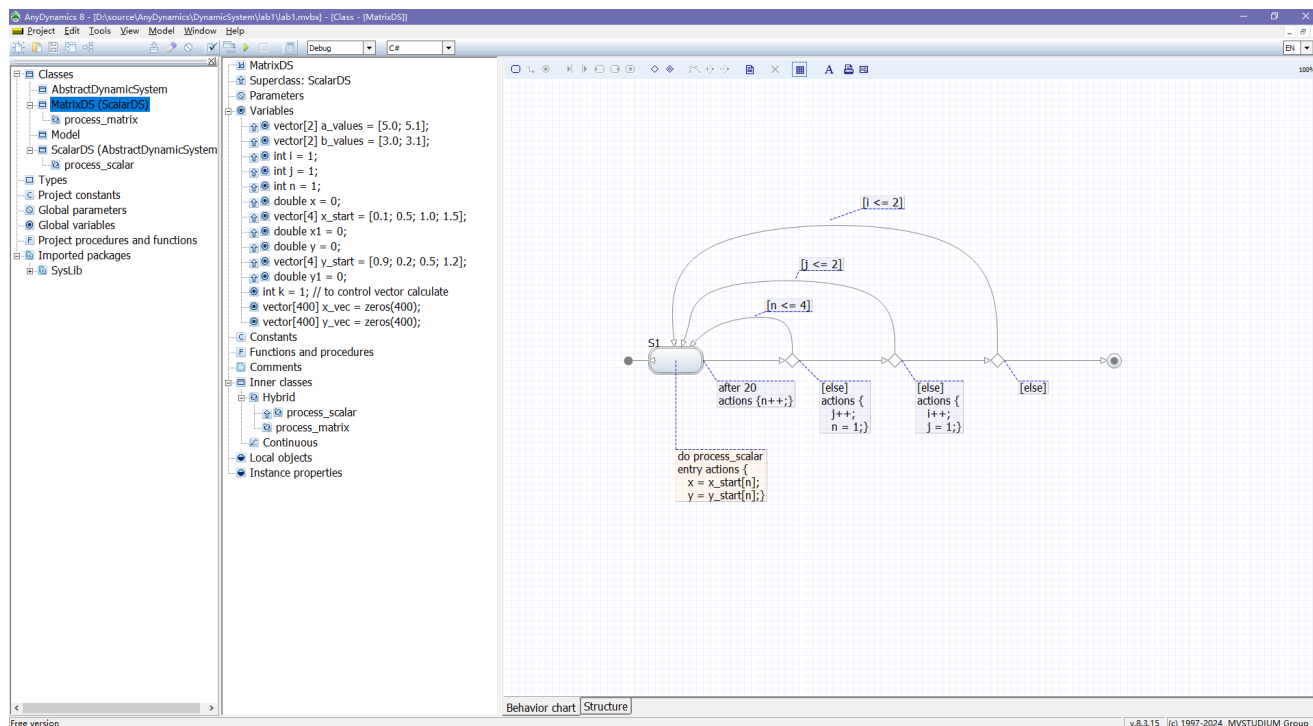 AnyDynamics 8 - [D:\source\AnyDynamics\DynamicSystem\lab1\lab1.mvbx] - [Class - [MatrixDS]]
Project Edit Tools View Model Window Help
Debug C# EN
Classes
AbstractDynamicSystem
MatrixDS (ScalarDS)
process_matrix
Model
ScalarDS (AbstractDynamicSystem
process_scalar
Types
Project constants
Global parameters
Global variables
Project procedures and functions
Imported packages
SysLib
MatrixDS
Superclass: ScalarDS
Parameters
Variables
vector[2] a_values = [5.0; 5.1];
vector[2] b_values = [3.0; 3.1];
int i = 1;
int j = 1;
int n = 1;
double x = 0;
vector[4] x_start = [0.1; 0.5; 1.0; 1.5];
double x1 = 0;
double y = 0;
vector[4] y_start = [0.9; 0.2; 0.5; 1.2];
double y1 = 0;
int k = 1; // to control vector calculate
vector[400] x_vec = zeros(400);
vector[400] y_vec = zeros(400);
Constants
Functions and procedures
Comments
Inner classes
Hybrid
process_scalar
process_matrix
Continuous
Local objects
Instance properties
100%
[i <= 2]
[j <= 2]
[n <= 4]
S1
after 20
actions {n++;}
[else]
actions {
j++;
n = 1;}
[else]
actions {
i++;
j = 1;}
[else]
do process_scalar
entry actions {
x = x_start[n];
y = y_start[n];}
Behavior chart Structure
Free version
v.8.3.15 (c) 1997-2024 MVSTUDIUM Group